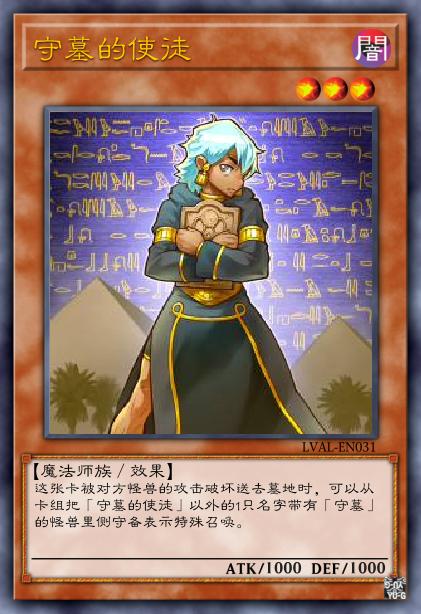 守墓的使徒
闇
LVAL-EN031
【魔法师族／效果】
这张卡被对方怪兽的攻击破坏送去墓地时，可以从
卡组把「守墓的使徒」以外的1只名字带有「守墓」
的怪兽里侧守备表示特殊召唤。
ATK/1000 DEF/1000